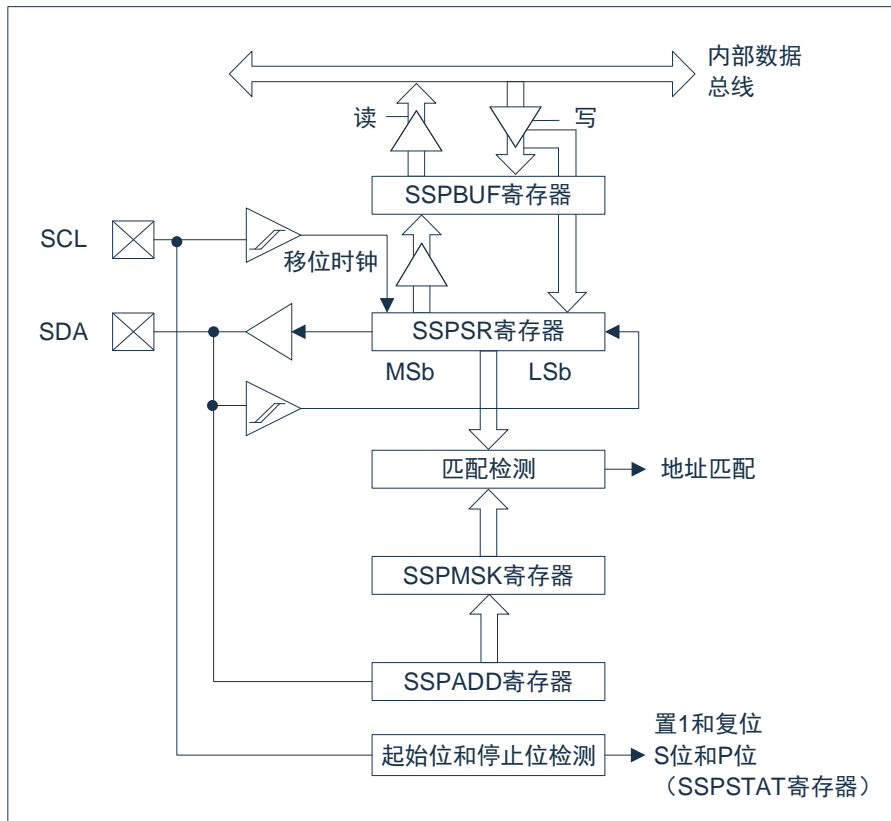 内部数据
总线
读
写
SSPBUF寄存器
SCL
移位时钟
SDA
SSPSR寄存器
MSb
LSb
匹配检测
地址匹配
SSPMSK寄存器
SSPADD寄存器
起始位和停止位检测
置1和复位
S位和P位
（SSPSTAT寄存器）